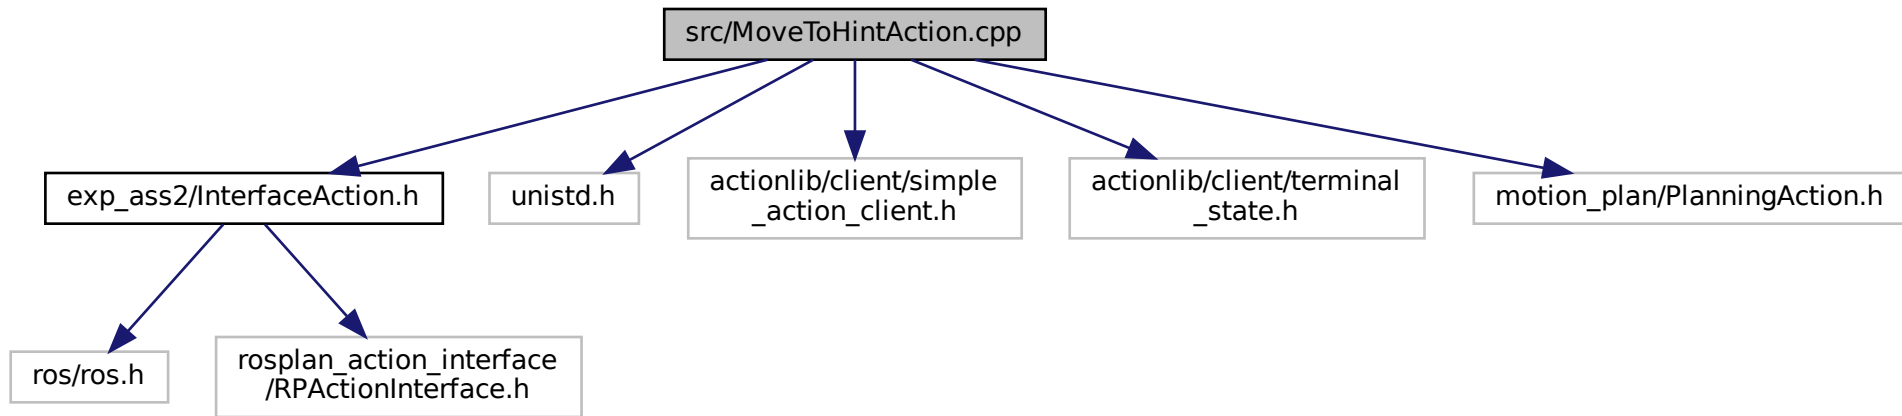 src/MoveToHintAction.cpp
exp_ass2/InterfaceAction.h
unistd.h
actionlib/client/simple
_action_client.h
actionlib/client/terminal
_state.h
motion_plan/PlanningAction.h
ros/ros.h
rosplan_action_interface
/RPActionInterface.h